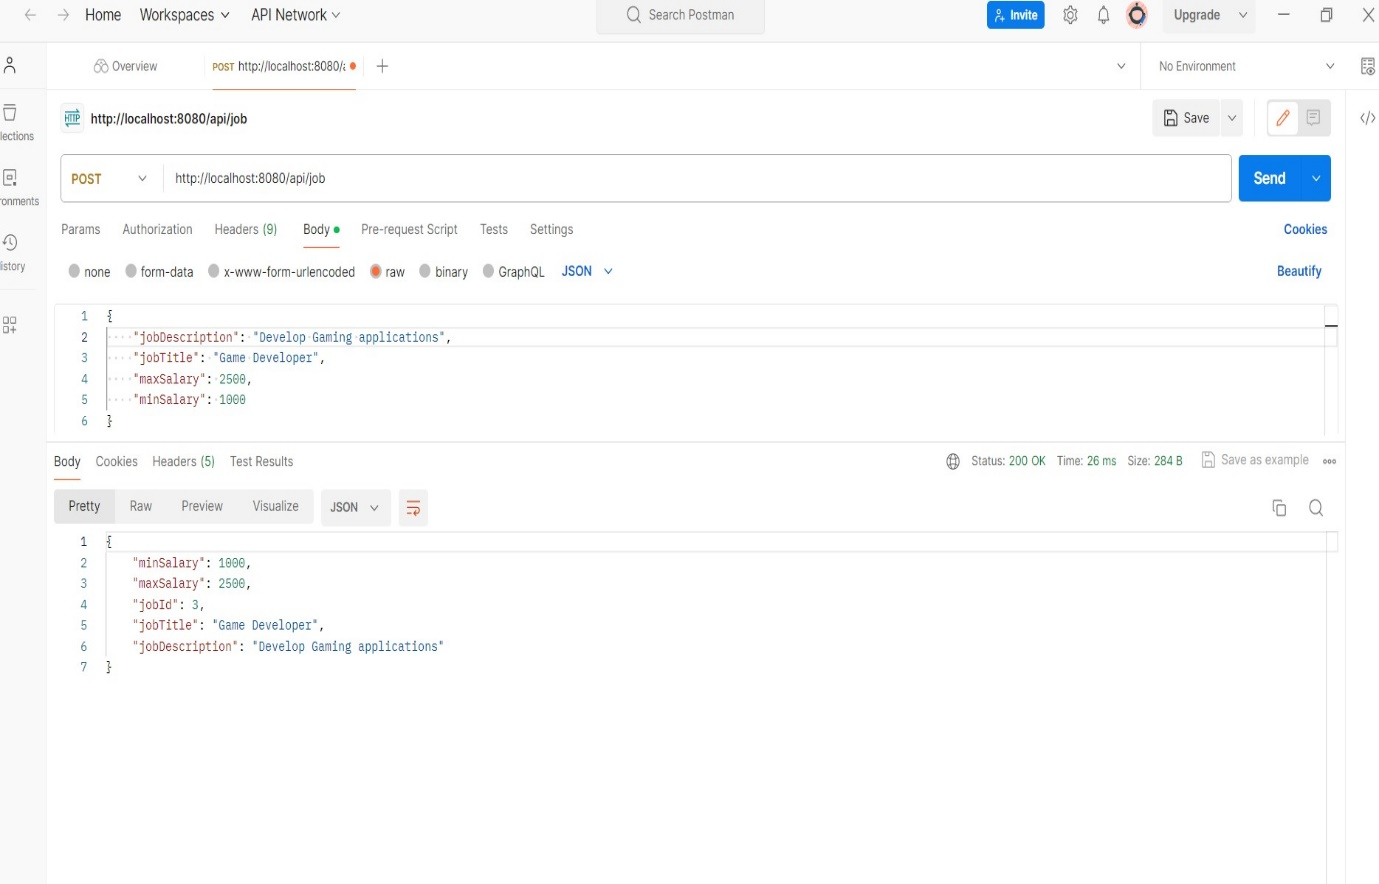 Home Workspaces API Network Search Postman Invite Upgrade
Overview POST http://localhost:8080/a No Environment
HTTP http://localhost:8080/api/job Save
lections
POST http://localhost:8080/api/job Send
ronments
Params Authorization Headers (9) Body Pre-request Script Tests Settings Cookies
istory
none form-data x-www-form-urlencoded raw binary GraphQL JSON Beautify
1 {
2 "jobDescription": "Develop Gaming applications",
3 "jobTitle": "Game Developer",
4 "maxSalary": 2500,
5 "minSalary": 1000
6 }
Body Cookies Headers (5) Test Results Status: 200 OK Time: 26 ms Size: 284 B Save as example
Pretty Raw Preview Visualize JSON
1 {
2 "minSalary": 1000,
3 "maxSalary": 2500,
4 "jobId": 3,
5 "jobTitle": "Game Developer",
6 "jobDescription": "Develop Gaming applications"
7 }